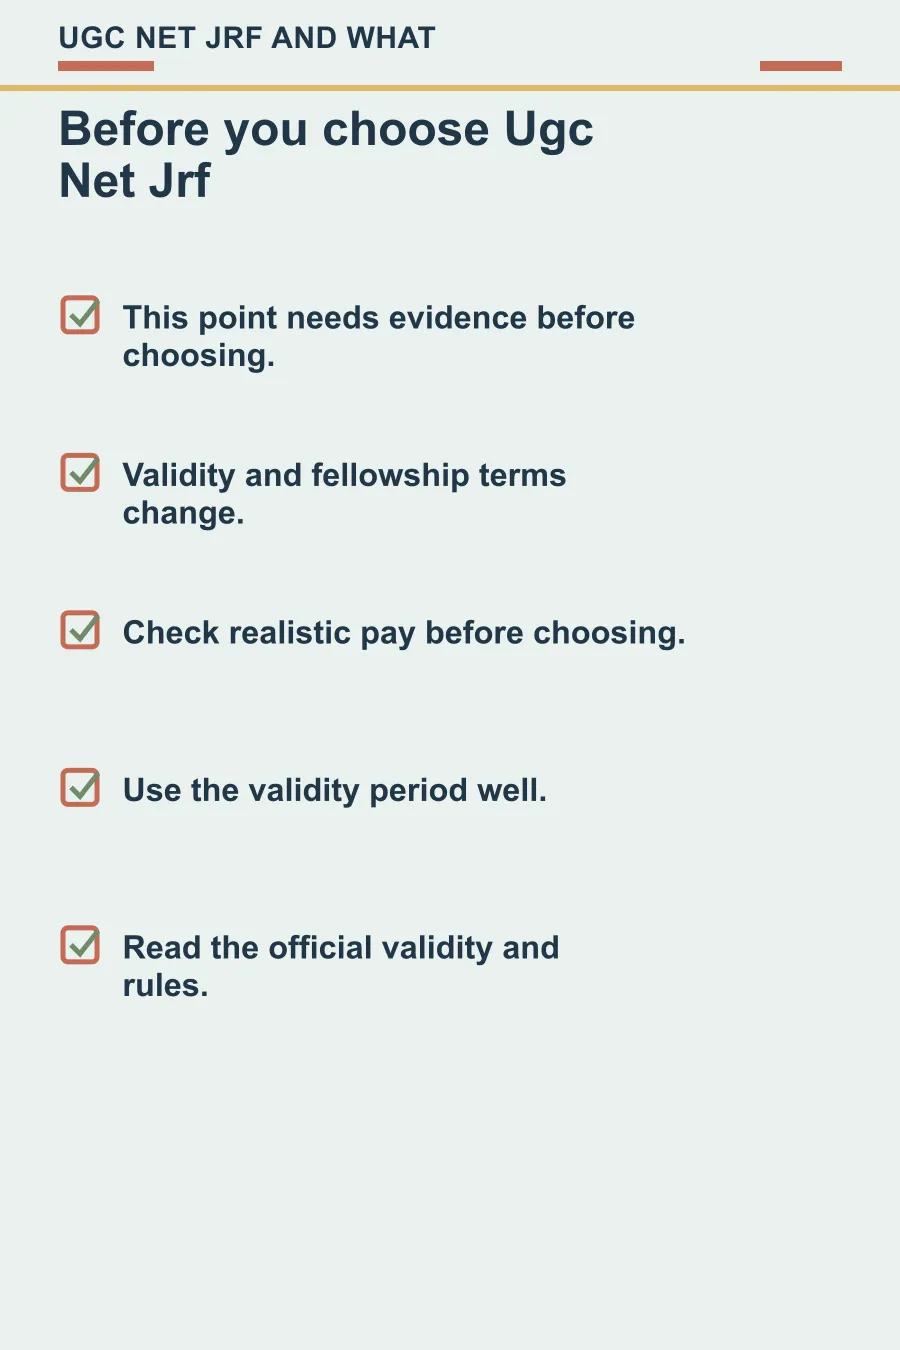 UGC NET JRF AND WHAT
Before you choose Ugc
Net Jrf
This point needs evidence before
choosing.
Validity and fellowship terms
change.
Check realistic pay before choosing.
Use the validity period well.
Read the official validity and
rules.